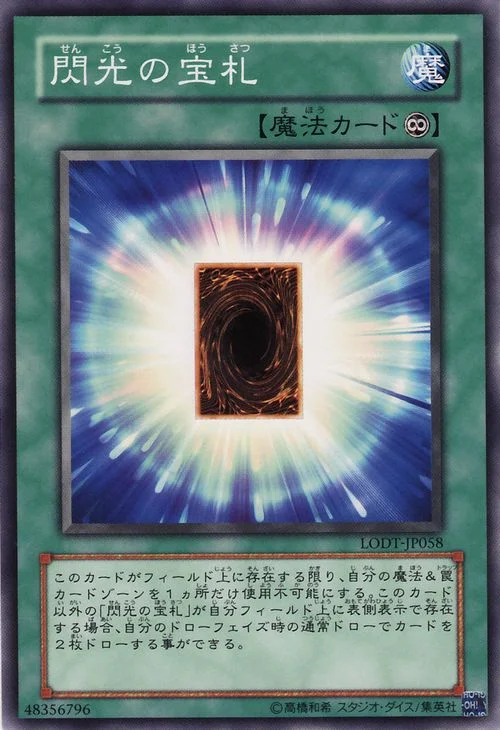 閃光の宝札
魔
【魔法カード∞】
LODT-JP058
このカードがフィールド上に存在する限り、自分の魔法&罠
カードゾーンを1ヵ所だけ使用不可能にする。このカード
以外の「閃光の宝札」が自分フィールド上に表側表示で存在
する場合、自分のドローフェイズ時の通常ドローでカードを
2枚ドローする事ができる。
48356796
©高橋和希 スタジオ・ダイス/集英社